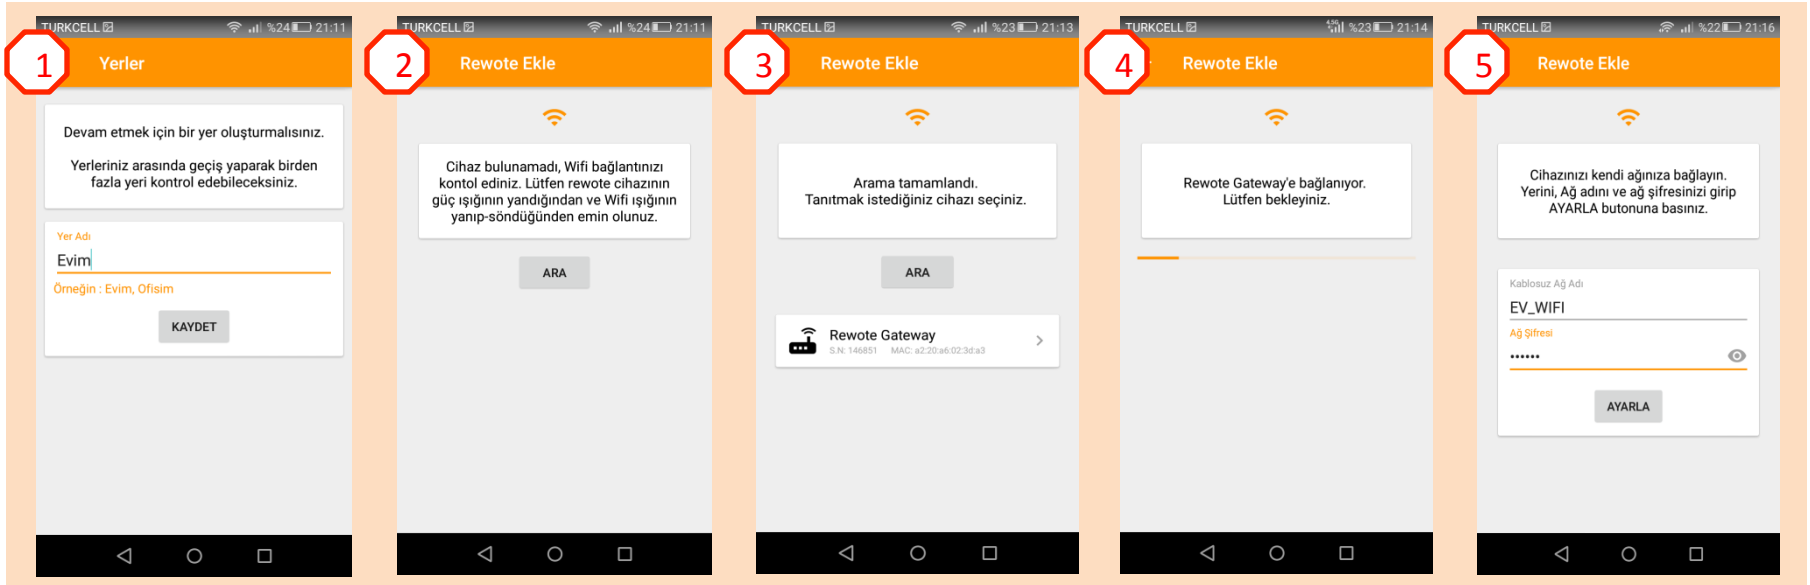 1
TURKCELL %24 21:11
Yerler
Devam etmek için bir yer oluşturmalısınız.
Yerleriniz arasında geçiş yaparak birden
fazla yeri kontrol edebileceksiniz.
Yer Adı
Evim
Örneğin : Evim, Ofisim
KAYDET
2
TURKCELL %24 21:11
Rewote Ekle
Cihaz bulunamadı, Wifi bağlantınızı
kontol ediniz. Lütfen rewote cihazının
güç ışığının yandığından ve Wifi ışığının
yanıp-söndüğünden emin olunuz.
ARA
3
TURKCELL %23 21:13
Rewote Ekle
Arama tamamlandı.
Tanıtmak istediğiniz cihazı seçiniz.
ARA
Rewote Gateway
S.N: 146851 MAC: a2:20:a6:02:3d:a3
4
TURKCELL 4.5G %23 21:14
Rewote Ekle
Rewote Gateway'e bağlanıyor.
Lütfen bekleyiniz.
5
TURKCELL %22 21:16
Rewote Ekle
Cihazınızı kendi ağınıza bağlayın.
Yerini, Ağ adını ve ağ şifresinizi girip
AYARLA butonuna basınız.
Kablosuz Ağ Adı
EV_WIFI
Ağ Şifresi
••••••
AYARLA